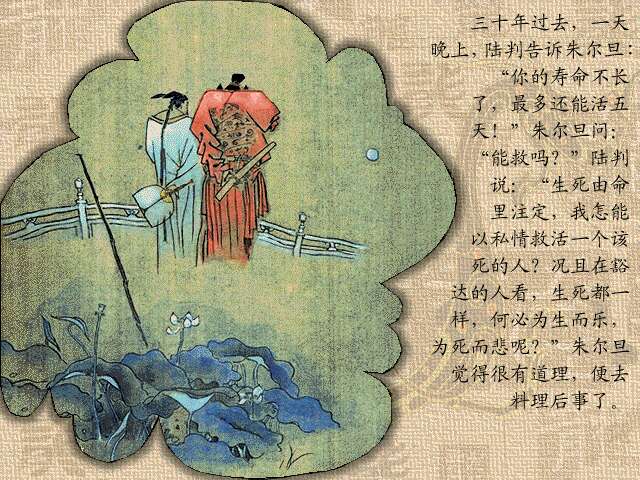 三十年过去，一天
晚上，陆判告诉朱尔旦：
“你的寿命不长
了，最多还能活五
天！”朱尔旦问：
“能救吗？”陆判
说：“生死由命
里注定，我怎能
以私情救活一个该
死的人？况且在豁
达的人看，生死都一
样，何必为生而乐，
为死而悲呢？”朱尔旦
觉得很有道理，便去
料理后事了。